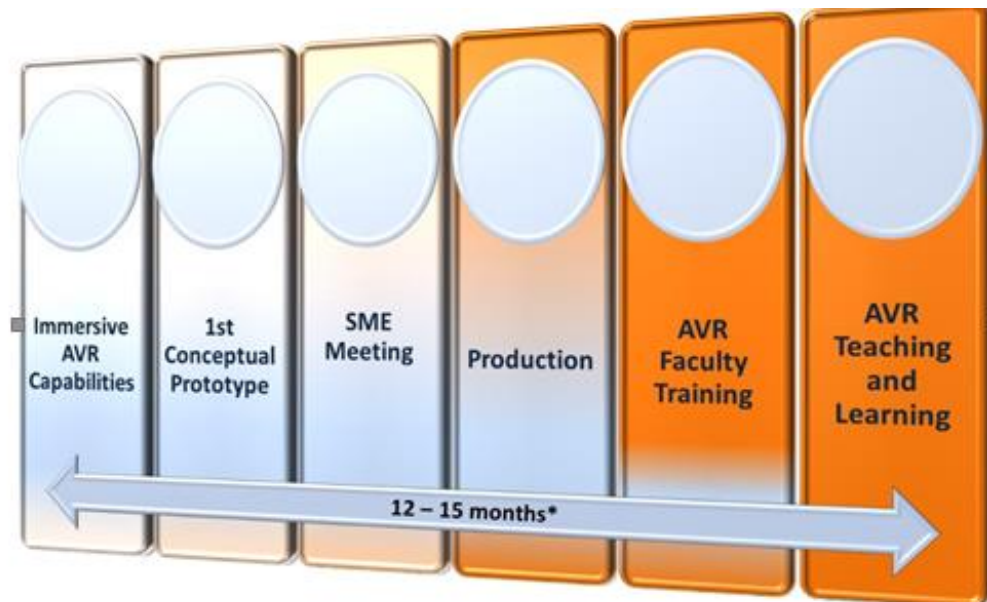 Immersive
AVR
Capabilities
1st
Conceptual
Prototype
SME
Meeting
Production
AVR
Faculty
Training
AVR
Teaching
and
Learning
12 – 15 months*